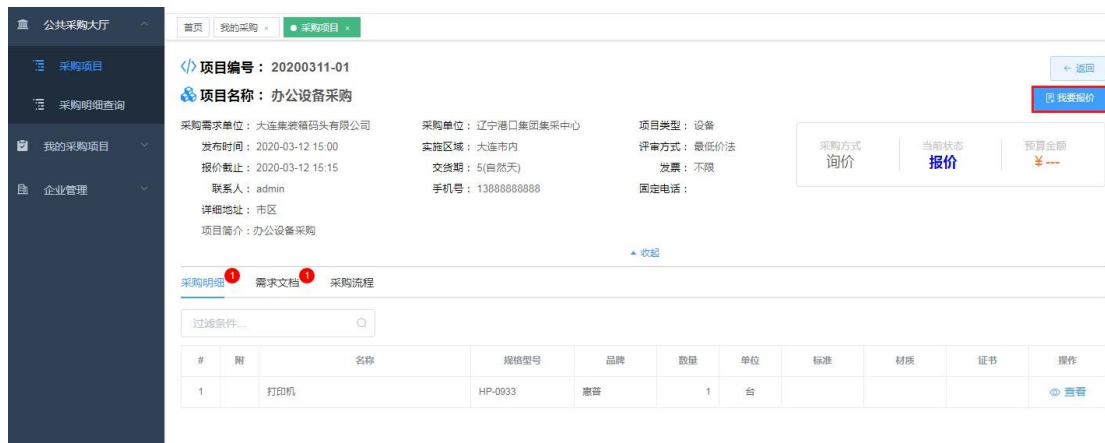 公共采购大厅
采购项目
采购明细查询
我的采购项目
企业管理
首页 我的采购 × 采购项目 ×
项目编号： 20200311-01
← 返回
项目名称： 办公设备采购
我要报价
采购需求单位： 大连集装箱码头有限公司 采购单位： 辽宁港口集团集采中心 项目类型： 设备
发布时间： 2020-03-12 15:00 实施区域： 大连市内 评审方式： 最低价法
报价截止： 2020-03-12 15:15 交货期： 5(自然天) 发票： 不限
联系人： admin 手机号： 13888888888 固定电话：
详细地址： 市区
项目简介：办公设备采购
采购方式 当前状态 预算金额
询价 报价 ¥ ---
收起
采购明细 1 需求文档 1 采购流程
过滤条件...
# 附 名称 规格型号 品牌 数量 单位 标准 材质 证书 操作
1 打印机 HP-0933 惠普 1 台 查看